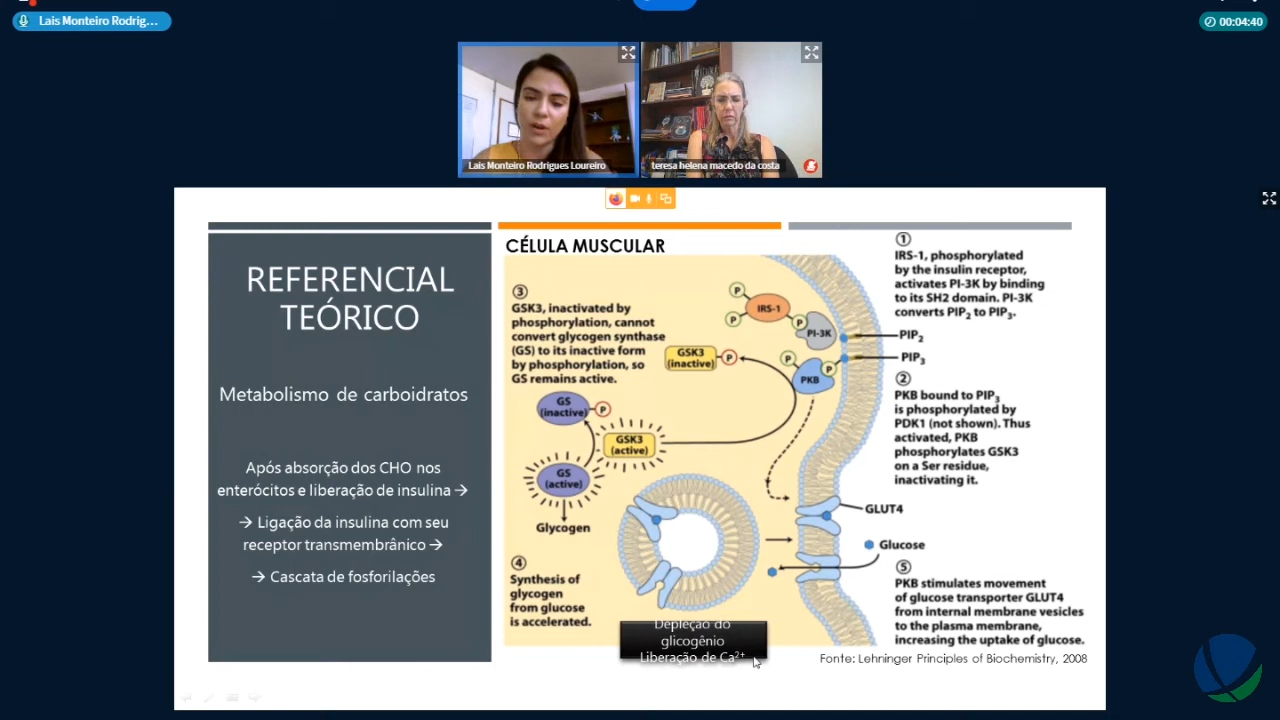 Lais Monteiro Rodrig...
00:04:40
Lais Monteiro Rodrigues Loureiro
teresa helena macedo da costa
REFERENCIAL
TEÓRICO
Metabolismo de carboidratos
Após absorção dos CHO nos
enterócitos e liberação de insulina →
→ Ligação da insulina com seu
receptor transmembrânico →
→ Cascata de fosforilações
CÉLULA MUSCULAR
③
GSK3, inactivated by
phosphorylation, cannot
convert glycogen synthase
(GS) to its inactive form
by phosphorylation, so
GS remains active.
P
IRS-1
P
P
PI-3K
GSK3
(inactive)
P
P
P
PKB
GS
(inactive)
P
GSK3
(active)
GS
(active)
Glycogen
④
Synthesis of
glycogen
from glucose
is accelerated.
①
IRS-1, phosphorylated
by the insulin receptor,
activates PI-3K by binding
to its SH2 domain. PI-3K
converts PIP₂ to PIP₃.
PIP₂
PIP₃
②
PKB bound to PIP₃
is phosphorylated by
PDK1 (not shown). Thus
activated, PKB
phosphorylates GSK3
on a Ser residue,
inactivating it.
GLUT4
Glucose
⑤
PKB stimulates movement
of glucose transporter GLUT4
from internal membrane vesicles
to the plasma membrane,
increasing the uptake of glucose.
Depleção do
glicogênio
Liberação de Ca²⁺
Fonte: Lehninger Principles of Biochemistry, 2008